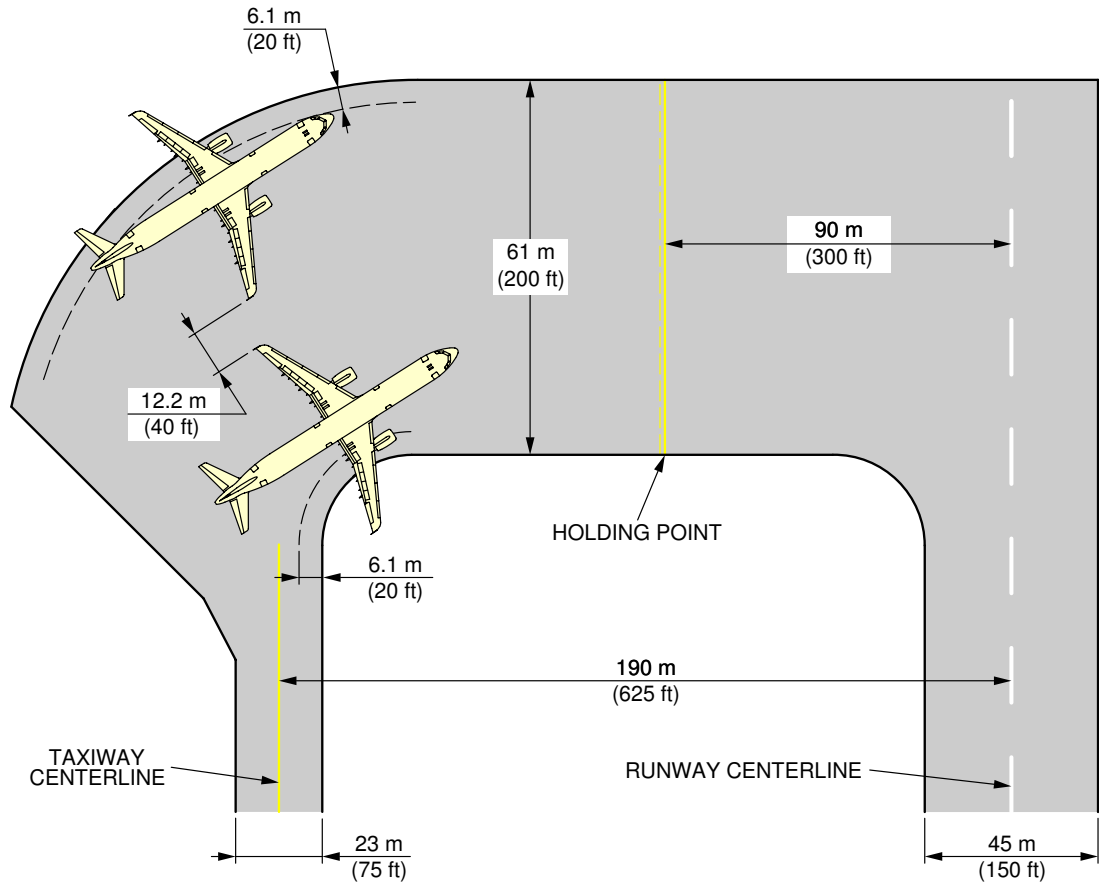 6.1 m
(20 ft)
90 m
(300 ft)
61 m
(200 ft)
12.2 m
(40 ft)
HOLDING POINT
6.1 m
(20 ft)
190 m
(625 ft)
TAXIWAY
CENTERLINE
RUNWAY CENTERLINE
23 m
(75 ft)
45 m
(150 ft)